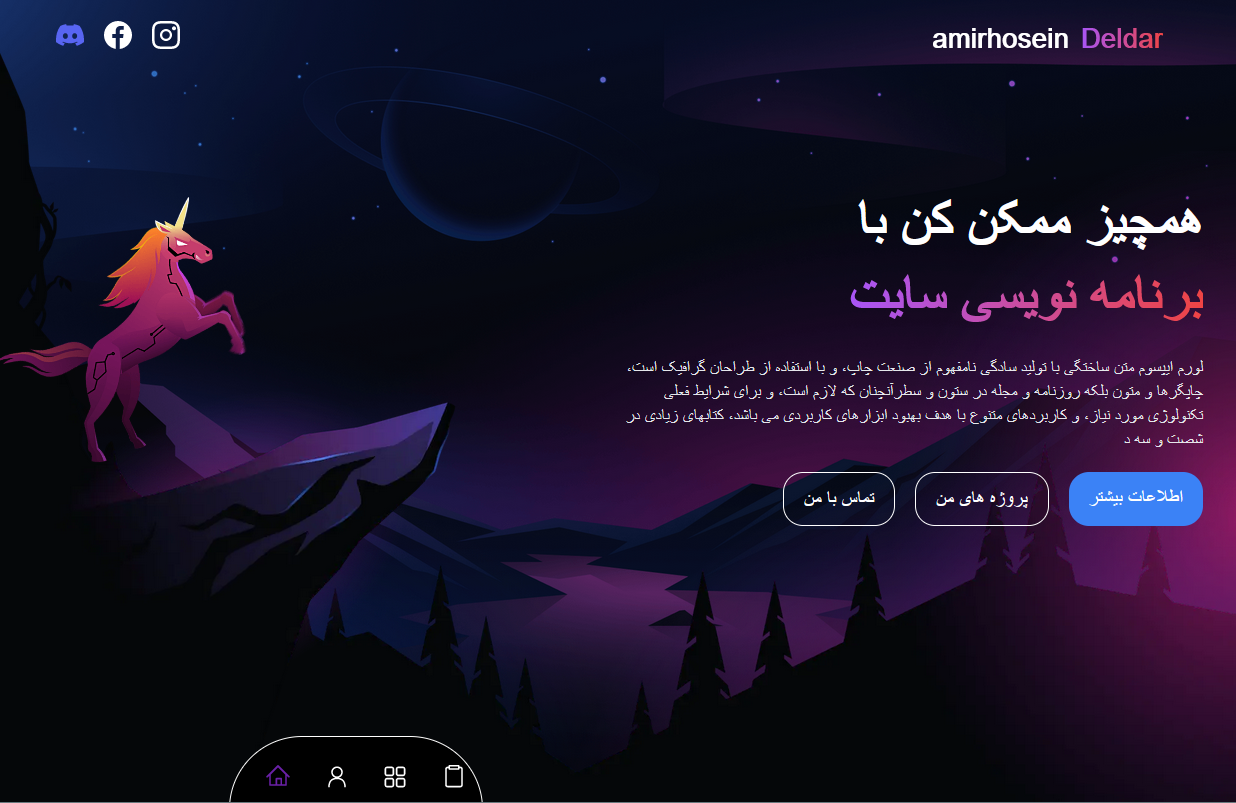 amirhosein Deldar
همچیز ممکن کن با
برنامه نویسی سایت
لورم ایپسوم متن ساختگی با تولید سادگی نامفهوم از صنعت چاپ، و با استفاده از طراحان گرافیک است،
چاپگرها و متون بلکه روزنامه و مجله در ستون و سطرآنچنان که لازم است، و برای شرایط فعلی
تکنولوژی مورد نیاز، و کاربردهای متنوع با هدف بهبود ابزارهای کاربردی می باشد، کتابهای زیادی در
شصت و سه د
اطلاعات بیشتر
پروژه های من
تماس با من